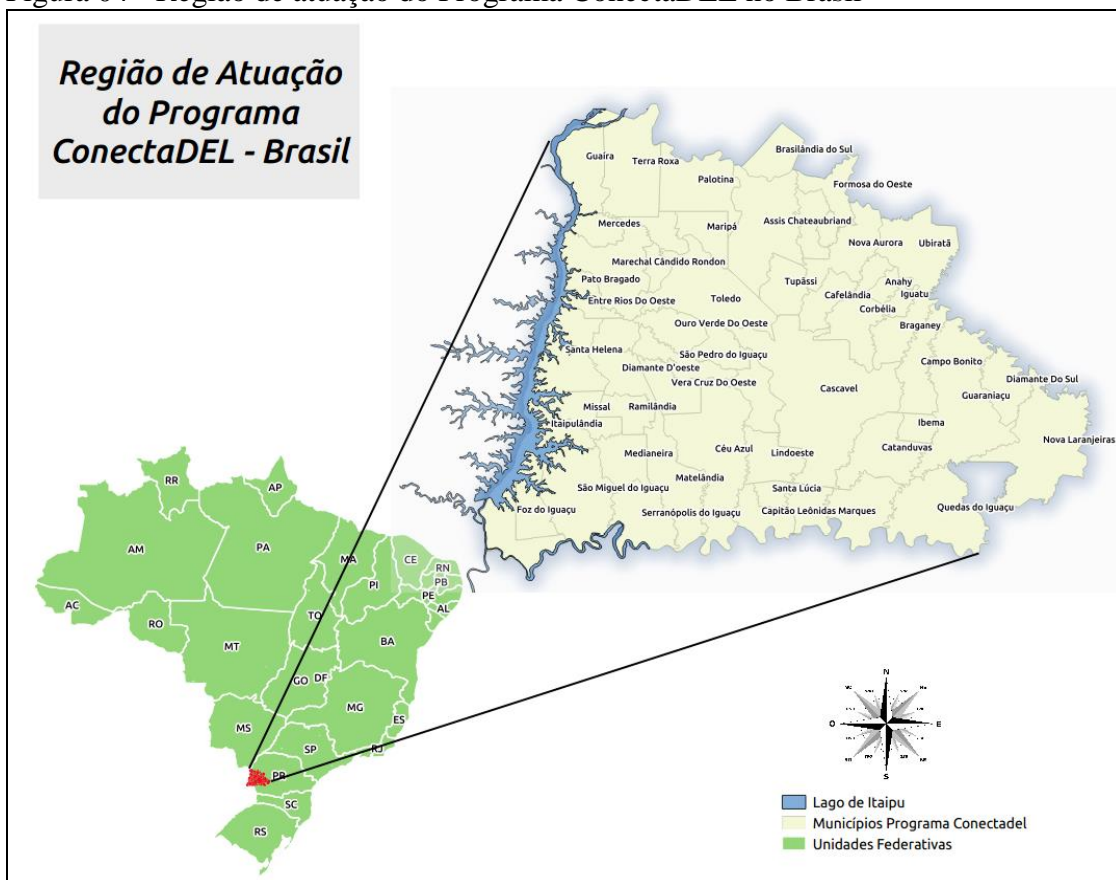 Região de Atuação
do Programa
ConectaDEL - Brasil
Guaíra
Terra Roxa
Brasilândia do Sul
Palotina
Formosa do Oeste
Mercedes
Maripá
Assis Chateaubriand
Nova Aurora
Ubiratã
Marechal Cândido Rondon
Pato Bragado
Tupãssi
Anahy
Entre Rios Do Oeste
Toledo
Cafelândia
Iguatu
Corbélia
Ouro Verde Do Oeste
Braganey
Santa Helena
São Pedro do Iguaçu
Campo Bonito
Diamante D'oeste
Diamante Do Sul
Vera Cruz Do Oeste
Cascavel
Guaraniaçu
Missal
Ramilândia
Itaipulândia
Ibema
Nova Laranjeiras
Medianeira
Céu Azul
Lindoeste
Catanduvas
Matelândia
São Miguel do Iguaçu
Santa Lúcia
Foz do Iguaçu
Serranópolis do Iguaçu
Capitão Leônidas Marques
Quedas do Iguaçu
RR
AP
AM
PA
MA
CE
RN
PB
PI
PE
AL
AC
RO
TO
MT
BA
GO
DF
MG
ES
MS
SP
RJ
PR
SC
RS
N
O
E
S
Lago de Itaipu
Municípios Programa Conectadel
Unidades Federativas